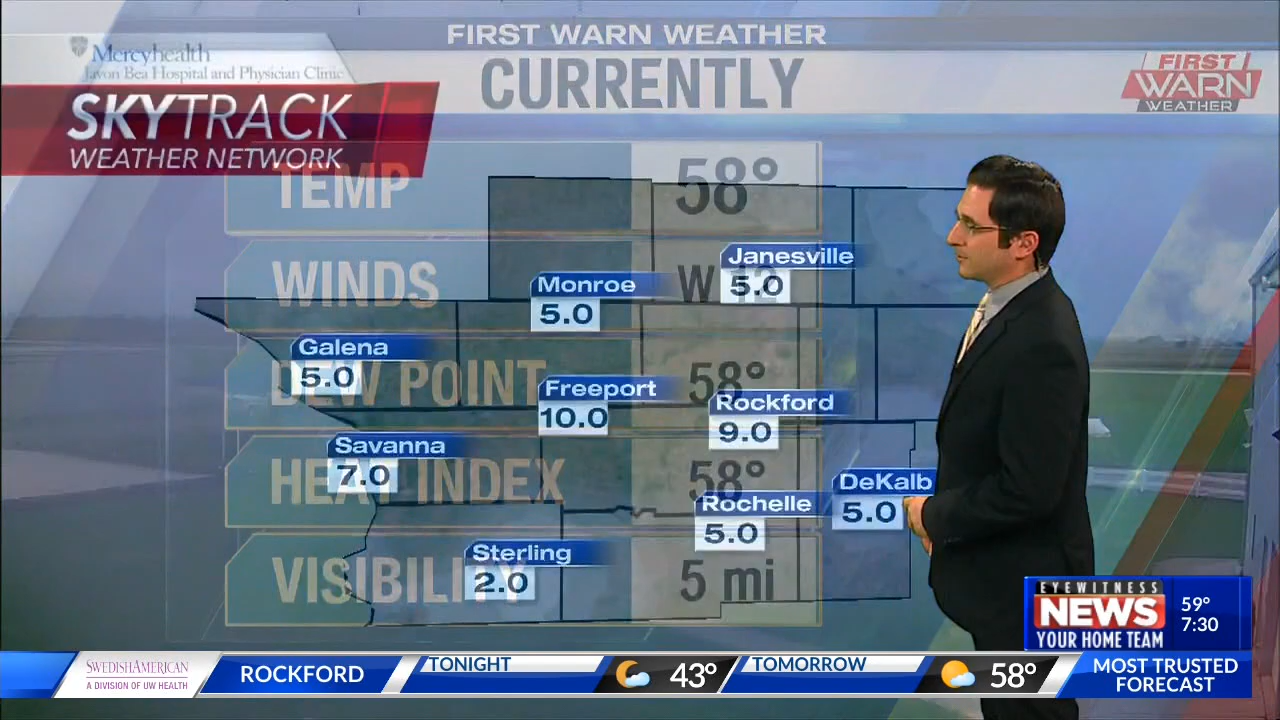 FIRST WARN WEATHER
CURRENTLY
Mercyhealth
Javon Bea Hospital and Physician Clinic
SKYTRACK
WEATHER NETWORK
FIRST
WARN
WEATHER
TEMP 58°
WINDS W 13
DEW POINT 58°
HEAT INDEX 58°
VISIBILITY 5 mi
Janesville
5.0
Monroe
5.0
Galena
5.0
Freeport
10.0
Rockford
9.0
Savanna
7.0
DeKalb
5.0
Rochelle
5.0
Sterling
2.0
EYEWITNESS
NEWS
YOUR HOME TEAM
59°
7:30
SWEDISHAMERICAN
A DIVISION OF UW HEALTH
ROCKFORD
TONIGHT
43°
TOMORROW
58°
MOST TRUSTED
FORECAST